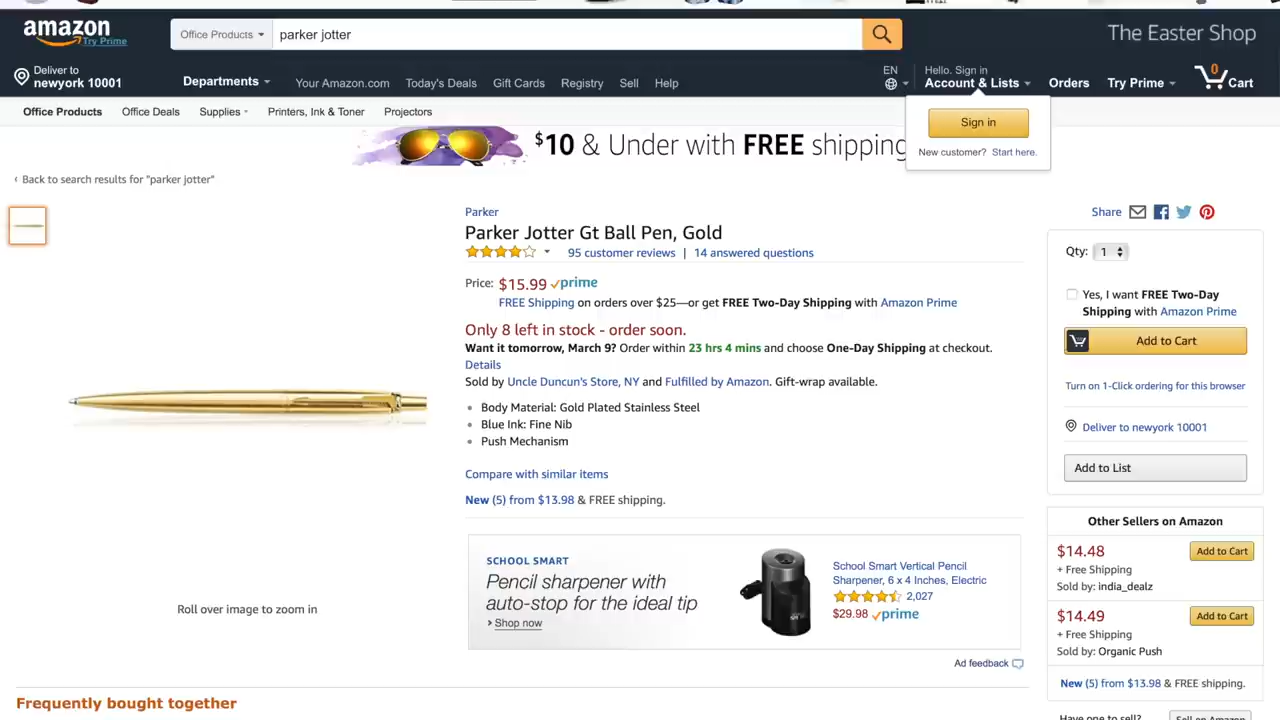 amazon
Try Prime
Office Products
parker jotter
The Easter Shop
Deliver to
newyork 10001
Departments
Your Amazon.com
Today's Deals
Gift Cards
Registry
Sell
Help
EN
Hello. Sign in
Account & Lists
Orders
Try Prime
0
Cart
Office Products
Office Deals
Supplies
Printers, Ink & Toner
Projectors
Sign in
New customer? Start here.
$10 & Under with FREE shipping
‹ Back to search results for "parker jotter"
Parker
Parker Jotter Gt Ball Pen, Gold
95 customer reviews | 14 answered questions
Price: $15.99 prime
FREE Shipping on orders over $25—or get FREE Two-Day Shipping with Amazon Prime
Only 8 left in stock - order soon.
Want it tomorrow, March 9? Order within 23 hrs 4 mins and choose One-Day Shipping at checkout.
Details
Sold by Uncle Duncun's Store, NY and Fulfilled by Amazon. Gift-wrap available.
• Body Material: Gold Plated Stainless Steel
• Blue Ink: Fine Nib
• Push Mechanism
Compare with similar items
New (5) from $13.98 & FREE shipping.
SCHOOL SMART
Pencil sharpener with
auto-stop for the ideal tip
› Shop now
School Smart Vertical Pencil
Sharpener, 6 x 4 Inches, Electric
2,027
$29.98 prime
Ad feedback
Roll over image to zoom in
Frequently bought together
Share
Qty: 1
Yes, I want FREE Two-Day
Shipping with Amazon Prime
Add to Cart
Turn on 1-Click ordering for this browser
Deliver to newyork 10001
Add to List
Other Sellers on Amazon
$14.48
Add to Cart
+ Free Shipping
Sold by: india_dealz
$14.49
Add to Cart
+ Free Shipping
Sold by: Organic Push
New (5) from $13.98 & FREE shipping.
Have one to sell?
Sell on Amazon